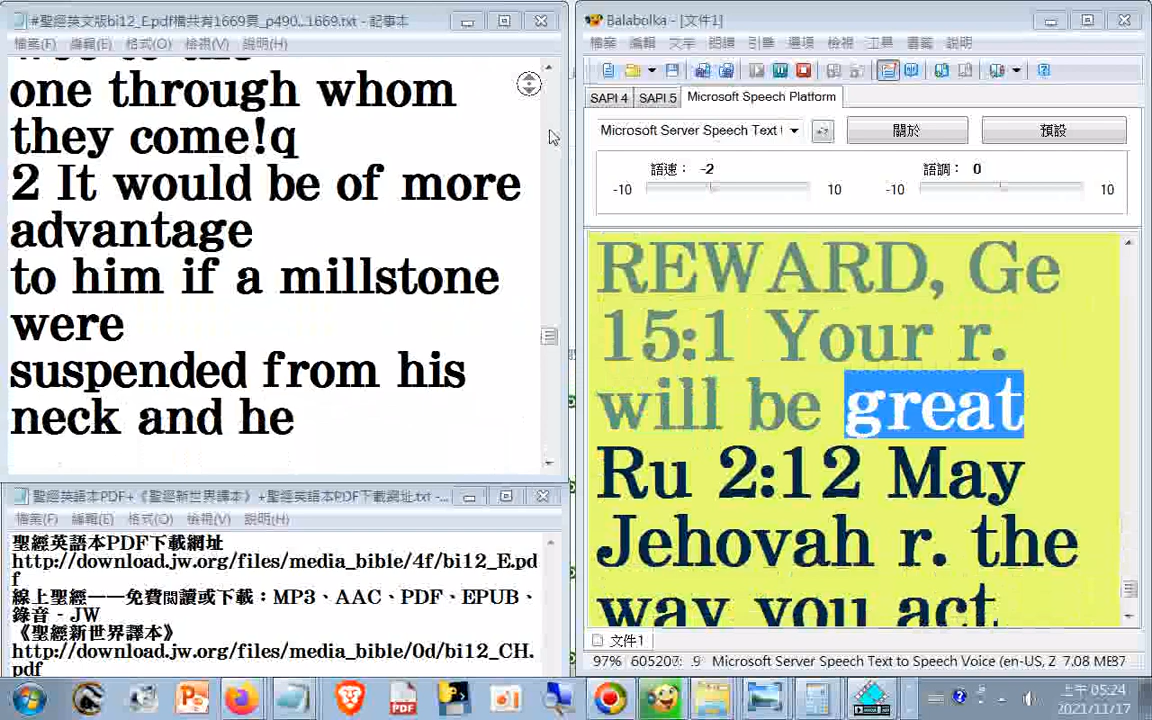 #聖經英文版bi12_E.pdf檔共有1669頁_p490...1669.txt - 記事本
檔案(F) 編輯(E) 格式(O) 檢視(V) 說明(H)
one through whom
they come!q
2 It would be of more
advantage
to him if a millstone
were
suspended from his
neck and he
聖經英語本PDF+《聖經新世界譯本》+聖經英語本PDF下載網址.txt - ...
檔案(F) 編輯(E) 格式(O) 檢視(V) 說明(H)
聖經英語本PDF下載網址
http://download.jw.org/files/media_bible/4f/bi12_E.pd
f
線上聖經——免費閱讀或下載：MP3、AAC、PDF、EPUB、
錄音 - JW
《聖經新世界譯本》
http://download.jw.org/files/media_bible/0d/bi12_CH.
pdf
Balabolka - [文件1]
檔案 編輯 文字 朗讀 引擎 選項 檢視 工具 書籤 說明
SAPI 4 SAPI 5 Microsoft Speech Platform
Microsoft Server Speech Text 關於 預設
語速： -2 語調： 0
-10 10 -10 10
REWARD, Ge
15:1 Your r.
will be great
Ru 2:12 May
Jehovah r. the
way you act
文件1
97% Microsoft Server Speech Text to Speech Voice (en-US, Z 7.08 MB
上午 05:24
2021/11/17